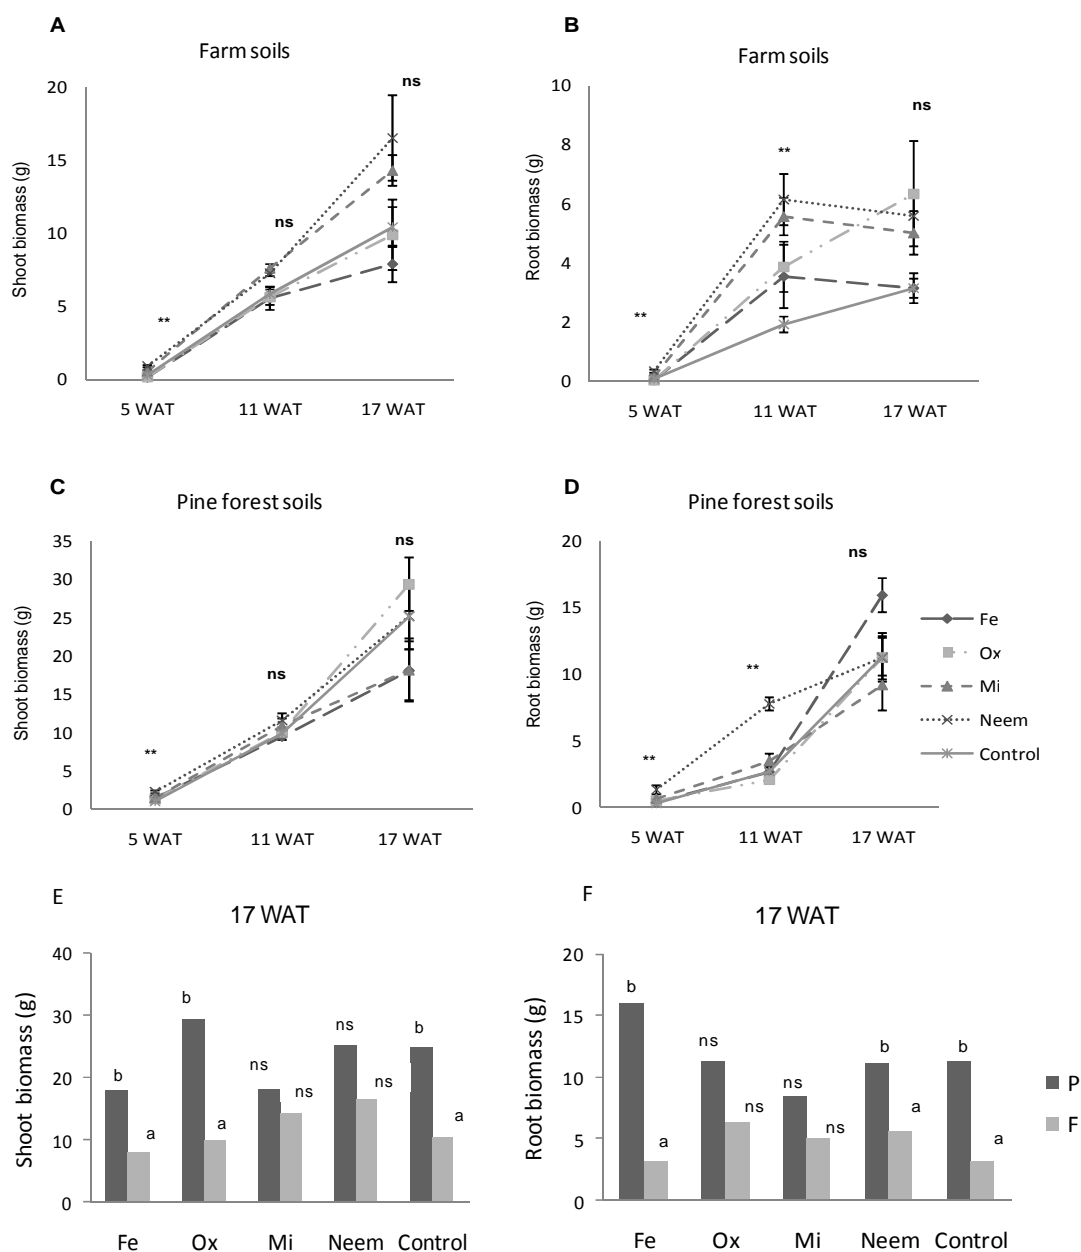 A
Farm soils
ns
20
15
10
5
0
Shoot biomass (g)
**
ns
5 WAT 11 WAT 17 WAT
B
Farm soils
ns
10
8
6
4
2
0
Root biomass (g)
**
**
5 WAT 11 WAT 17 WAT
C
Pine forest soils
ns
35
30
25
20
15
10
5
0
Shoot biomass (g)
**
ns
5 WAT 11 WAT 17 WAT
D
Pine forest soils
ns
20
15
10
5
0
Root biomass (g)
**
**
5 WAT 11 WAT 17 WAT
Fe
Ox
Mi
Neem
Control
E
17 WAT
40
30
20
10
0
Shoot biomass (g)
b a b a ns ns ns ns b a
Fe Ox Mi Neem Control
F
17 WAT
20
15
10
5
0
Root biomass (g)
b a ns ns ns ns b a b a
Fe Ox Mi Neem Control
P
F